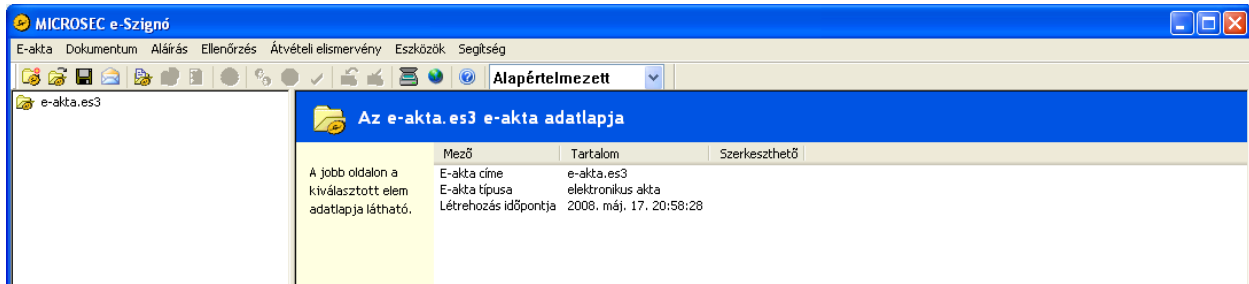 MICROSEC e-Szignó
E-akta Dokumentum Aláírás Ellenőrzés Átvételi elismervény Eszközök Segítség
Alapértelmezett
e-akta.es3
Az e-akta.es3 e-akta adatlapja
A jobb oldalon a
kiválasztott elem
adatlapja látható.
Mező Tartalom Szerkeszthető
E-akta címe e-akta.es3
E-akta típusa elektronikus akta
Létrehozás időpontja 2008. máj. 17. 20:58:28